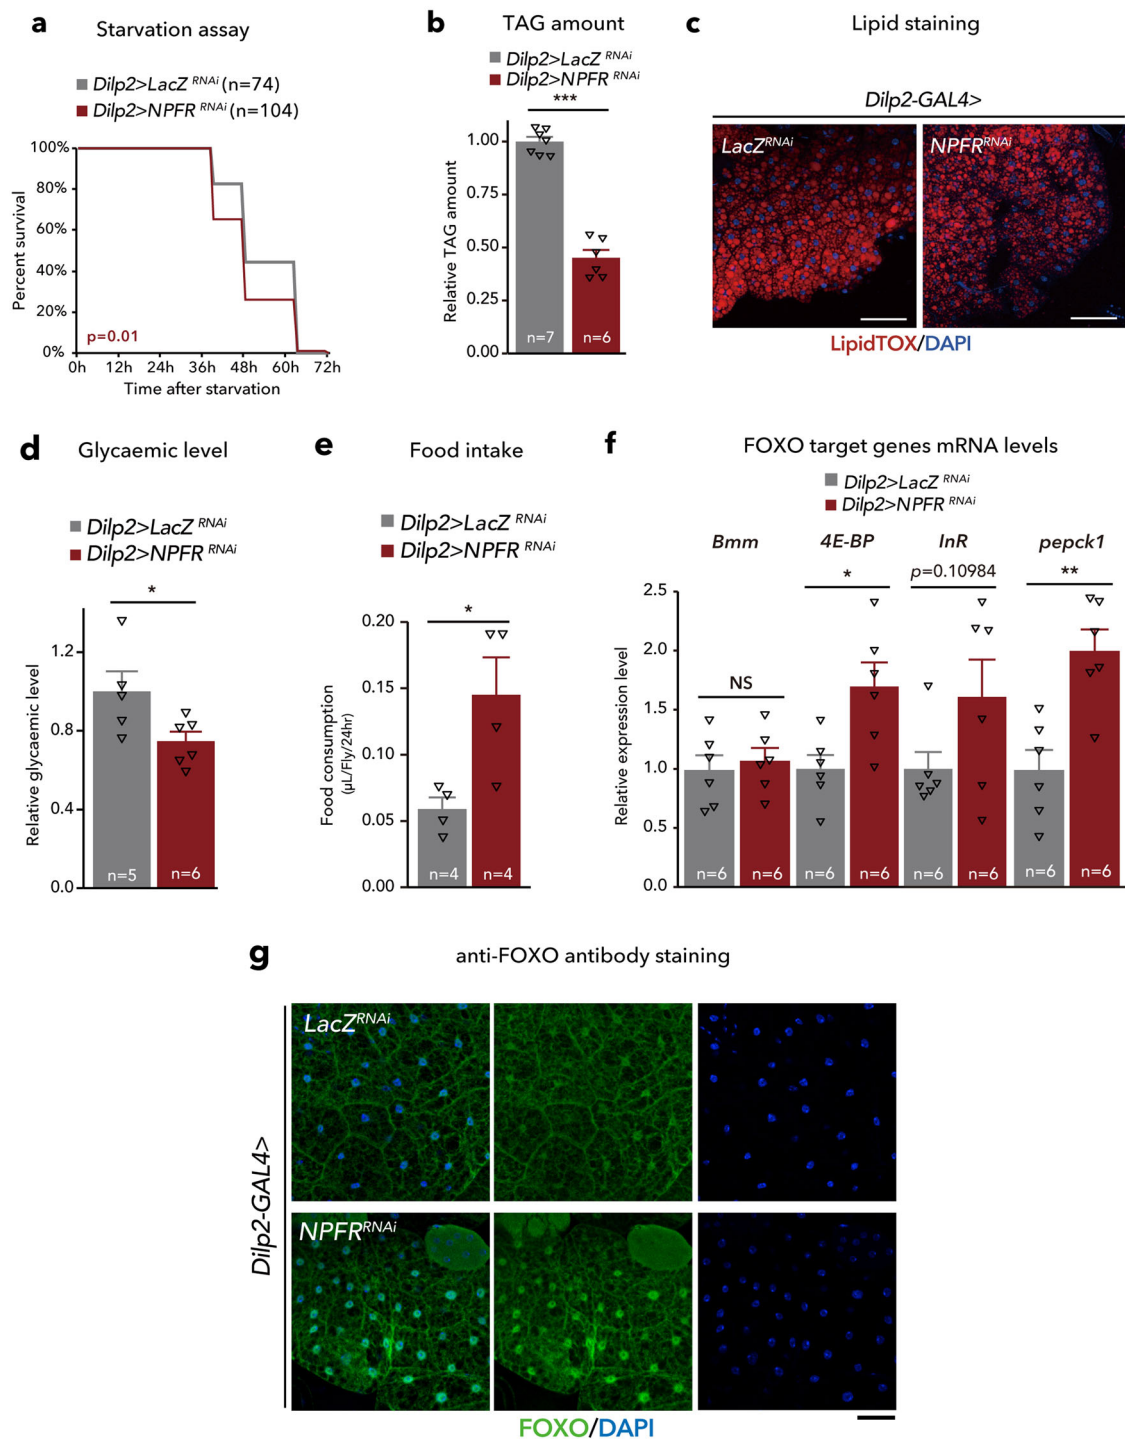 a Starvation assay
Dilp2>LacZ RNAi (n=74)
Dilp2>NPFR RNAi (n=104)
Percent survival
100%
80%
60%
40%
20%
0%
p=0.01
0h 12h 24h 36h 48h 60h 72h
Time after starvation
b TAG amount
Dilp2>LacZ RNAi
Dilp2>NPFR RNAi
***
Relative TAG amount
1.00
0.75
0.50
0.25
0.00
n=7 n=6
c Lipid staining
Dilp2-GAL4>
LacZRNAi NPFRRNAi
LipidTOX/DAPI
d Glycaemic level
Dilp2>LacZ RNAi
Dilp2>NPFR RNAi
*
Relative glycaemic level
1.2
0.8
0.4
0.0
n=5 n=6
e Food intake
Dilp2>LacZ RNAi
Dilp2>NPFR RNAi
*
Food consumption
(µL/Fly/24hr)
0.20
0.15
0.10
0.05
0.00
n=4 n=4
f FOXO target genes mRNA levels
Dilp2>LacZ RNAi
Dilp2>NPFR RNAi
Bmm 4E-BP InR pepck1
NS * p=0.10984 **
Relative expression level
2.5
2.0
1.5
1.0
0.5
0.0
n=6 n=6 n=6 n=6 n=6 n=6 n=6 n=6
g anti-FOXO antibody staining
Dilp2-GAL4>
LacZRNAi
NPFRRNAi
FOXO/DAPI